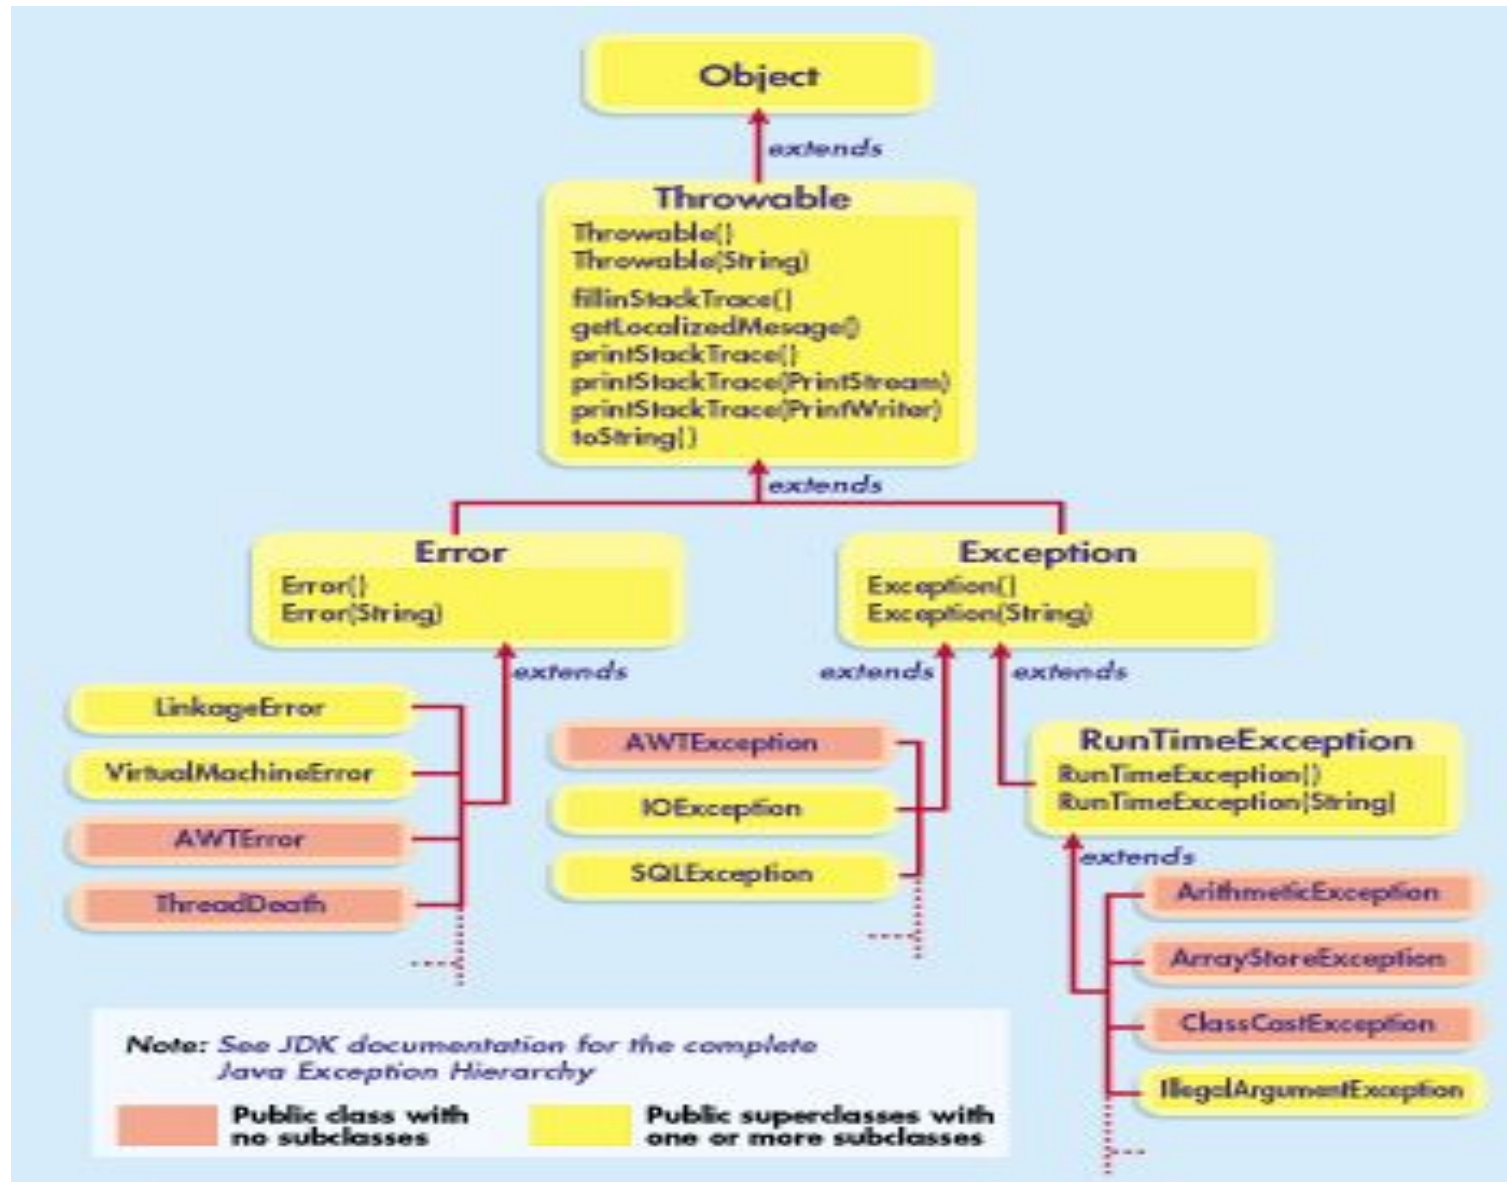 Object
extends
Throwable
Throwable()
Throwable(String)
fillinStackTrace()
getLocalizedMesage()
printStackTrace()
printStackTrace(PrintStream)
printStackTrace(PrintWriter)
toString()
extends
Error
Error()
Error(String)
Exception
Exception()
Exception(String)
extends
extends
extends
LinkageError
VirtualMachineError
AWTError
ThreadDeath
AWTException
IOException
SQLException
RunTimeException
RunTimeException()
RunTimeException(String)
extends
ArithmeticException
ArrayStoreException
ClassCastException
IllegalArgumentException
Note: See JDK documentation for the complete
Java Exception Hierarchy
Public class with
no subclasses
Public superclasses with
one or more subclasses